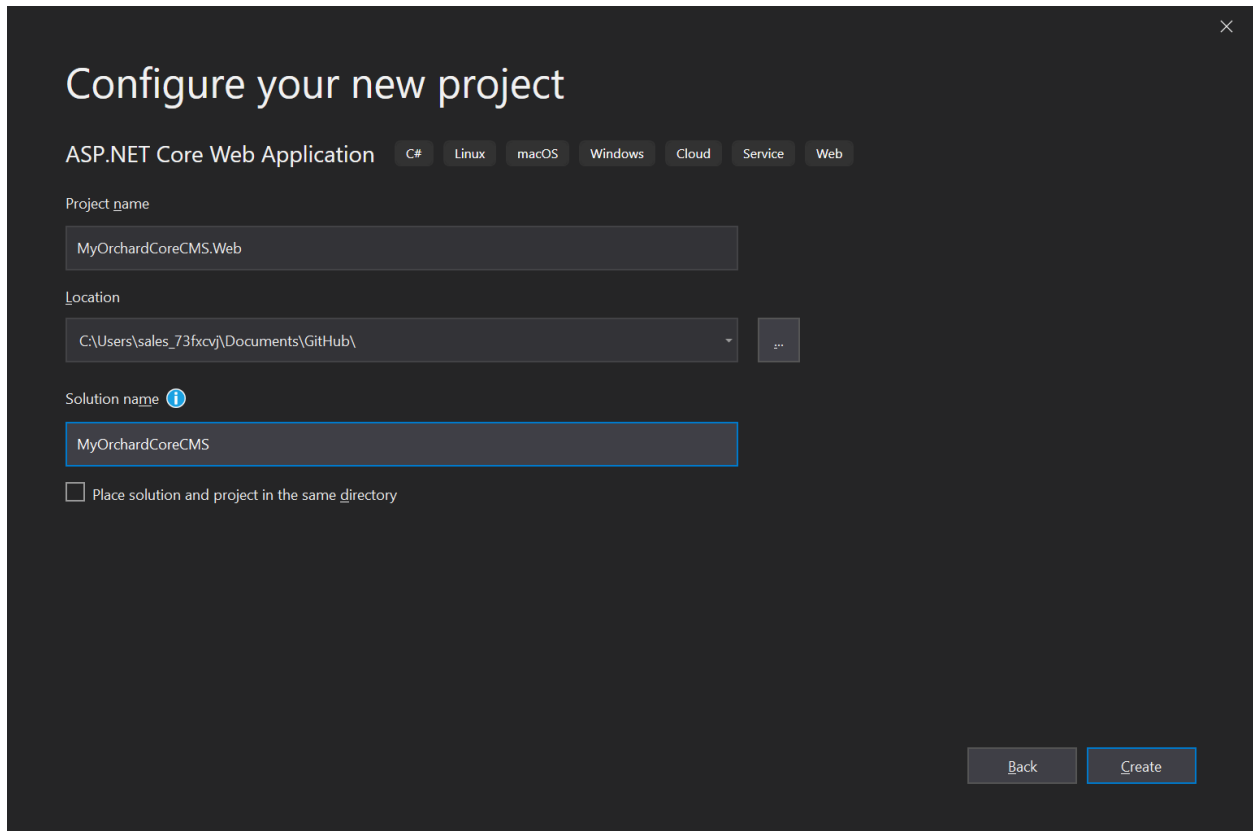 Configure your new project
ASP.NET Core Web Application C# Linux macOS Windows Cloud Service Web
Project name
MyOrchardCoreCMS.Web
Location
C:\Users\sales_73fxcvj\Documents\GitHub\
...
Solution name
MyOrchardCoreCMS
Place solution and project in the same directory
Back Create